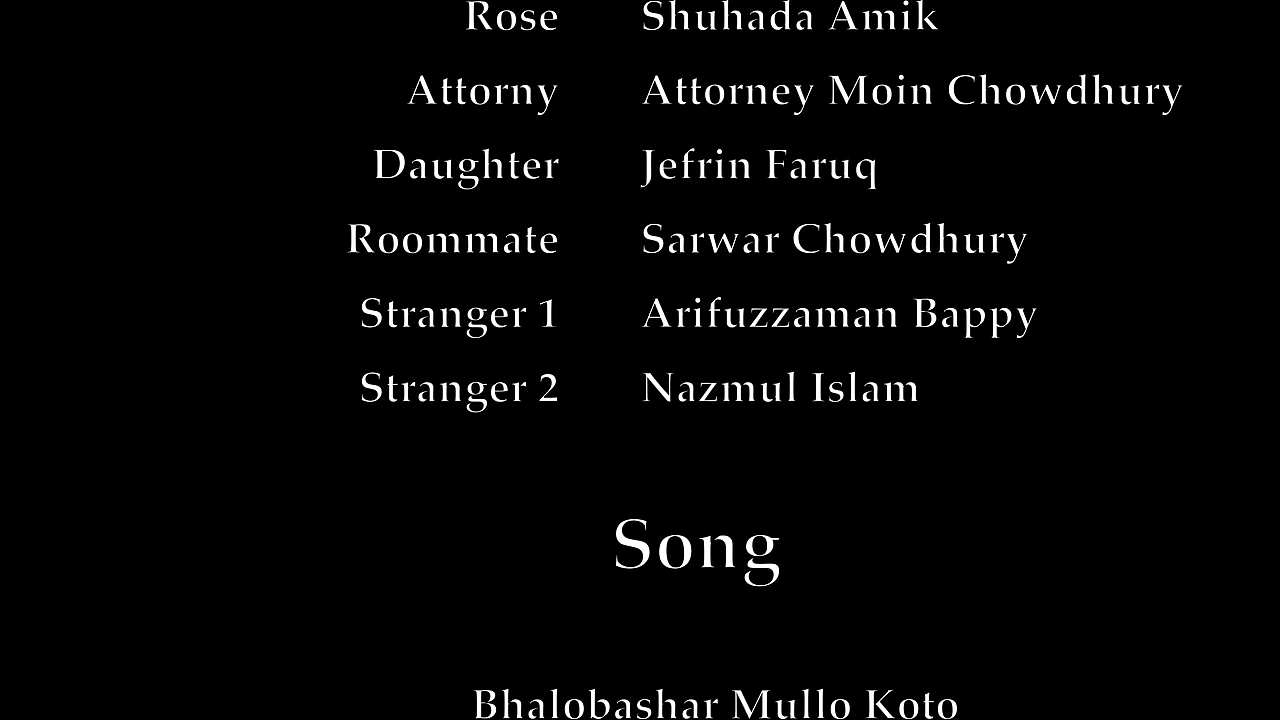 Rose Shuhada Amik
Attorny Attorney Moin Chowdhury
Daughter Jefrin Faruq
Roommate Sarwar Chowdhury
Stranger 1 Arifuzzaman Bappy
Stranger 2 Nazmul Islam
Song
Bhalobashar Mullo Koto